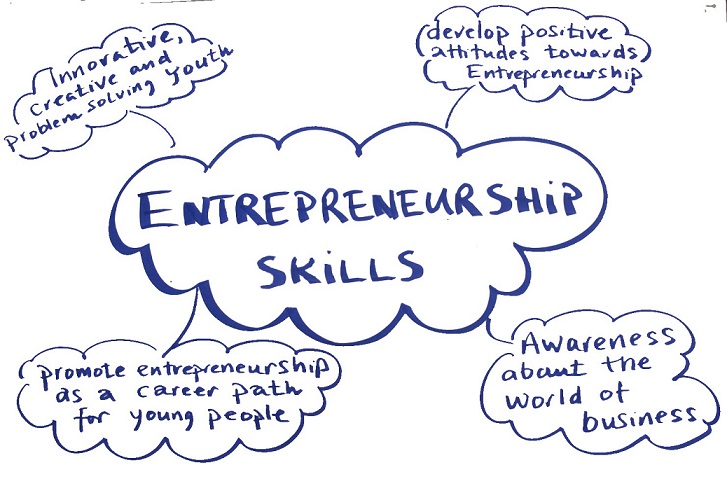 Innovative,
creative and
problem solving youth
develop positive
attitudes towards
Entrepreneurship
ENTREPRENEURSHiP
SKiLLS
promote entrepreneurship
as a career path
for young people
Awareness
about the
world of
business